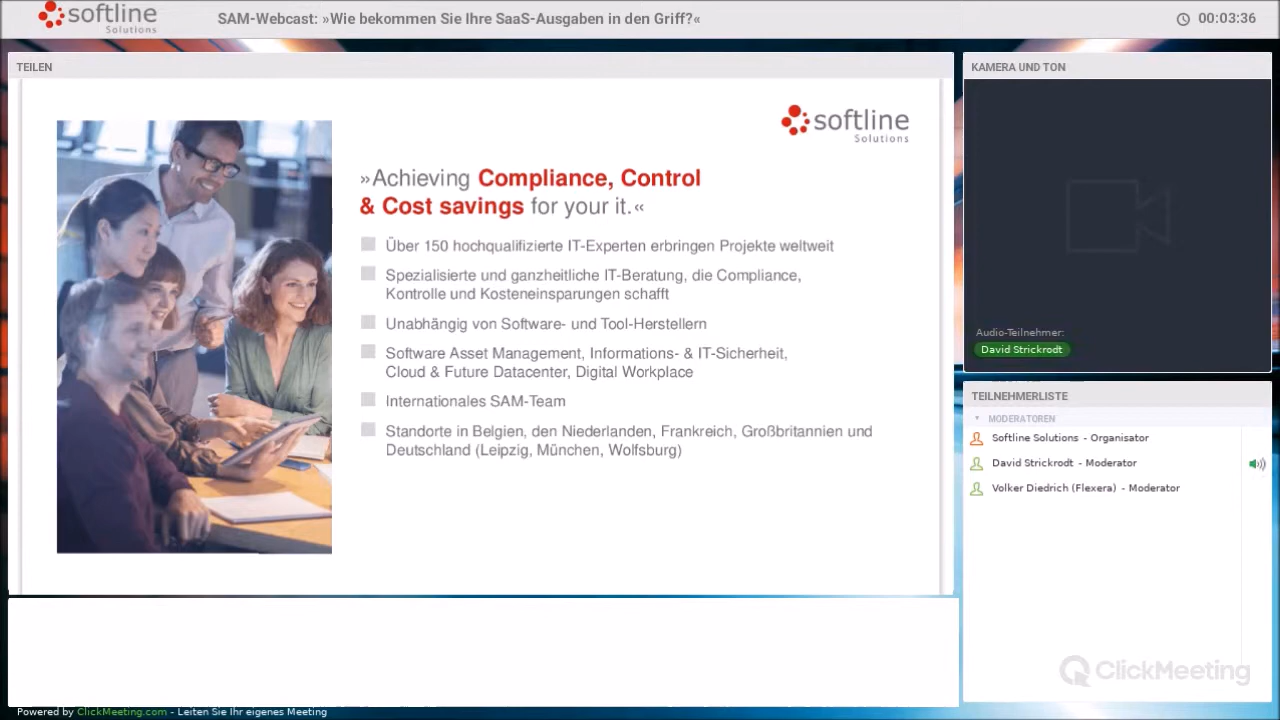 softline
Solutions
SAM-Webcast: »Wie bekommen Sie Ihre SaaS-Ausgaben in den Griff?«
00:03:36
TEILEN
softline
Solutions
»Achieving Compliance, Control
& Cost savings for your it.«
Über 150 hochqualifizierte IT-Experten erbringen Projekte weltweit
Spezialisierte und ganzheitliche IT-Beratung, die Compliance,
Kontrolle und Kosteneinsparungen schafft
Unabhängig von Software- und Tool-Herstellern
Software Asset Management, Informations- & IT-Sicherheit,
Cloud & Future Datacenter, Digital Workplace
Internationales SAM-Team
Standorte in Belgien, den Niederlanden, Frankreich, Großbritannien und
Deutschland (Leipzig, München, Wolfsburg)
KAMERA UND TON
Audio-Teilnehmer:
David Strickrodt
TEILNEHMERLISTE
MODERATOREN
Softline Solutions - Organisator
David Strickrodt - Moderator
Volker Diedrich (Flexera) - Moderator
ClickMeeting
Powered by ClickMeeting.com - Leiten Sie Ihr eigenes Meeting